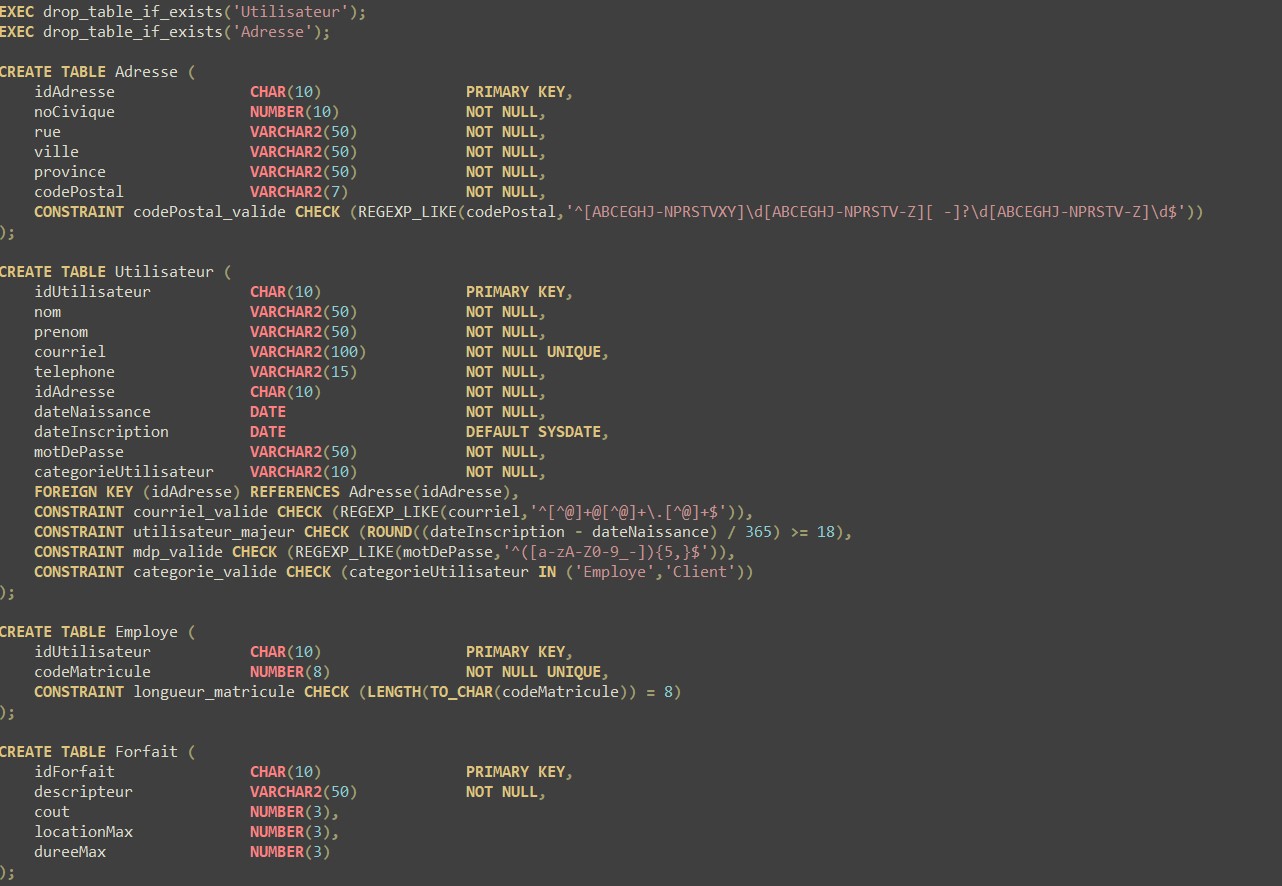 EXEC drop_table_if_exists('Utilisateur');
EXEC drop_table_if_exists('Adresse');
CREATE TABLE Adresse (
idAdresse CHAR(10) PRIMARY KEY,
noCivique NUMBER(10) NOT NULL,
rue VARCHAR2(50) NOT NULL,
ville VARCHAR2(50) NOT NULL,
province VARCHAR2(50) NOT NULL,
codePostal VARCHAR2(7) NOT NULL,
CONSTRAINT codePostal_valide CHECK (REGEXP_LIKE(codePostal,'^[ABCEGHJ-NPRSTVXY]\d[ABCEGHJ-NPRSTV-Z][ -]?\d[ABCEGHJ-NPRSTV-Z]\d$'))
);
CREATE TABLE Utilisateur (
idUtilisateur CHAR(10) PRIMARY KEY,
nom VARCHAR2(50) NOT NULL,
prenom VARCHAR2(50) NOT NULL,
courriel VARCHAR2(100) NOT NULL UNIQUE,
telephone VARCHAR2(15) NOT NULL,
idAdresse CHAR(10) NOT NULL,
dateNaissance DATE NOT NULL,
dateInscription DATE DEFAULT SYSDATE,
motDePasse VARCHAR2(50) NOT NULL,
categorieUtilisateur VARCHAR2(10) NOT NULL,
FOREIGN KEY (idAdresse) REFERENCES Adresse(idAdresse),
CONSTRAINT courriel_valide CHECK (REGEXP_LIKE(courriel,'^[^@]+@[^@]+\.[^@]+$')),
CONSTRAINT utilisateur_majeur CHECK (ROUND((dateInscription - dateNaissance) / 365) >= 18),
CONSTRAINT mdp_valide CHECK (REGEXP_LIKE(motDePasse,'^([a-zA-Z0-9_-]){5,}$')),
CONSTRAINT categorie_valide CHECK (categorieUtilisateur IN ('Employe','Client'))
);
CREATE TABLE Employe (
idUtilisateur CHAR(10) PRIMARY KEY,
codeMatricule NUMBER(8) NOT NULL UNIQUE,
CONSTRAINT longueur_matricule CHECK (LENGTH(TO_CHAR(codeMatricule)) = 8)
);
CREATE TABLE Forfait (
idForfait CHAR(10) PRIMARY KEY,
descripteur VARCHAR2(50) NOT NULL,
cout NUMBER(3),
locationMax NUMBER(3),
dureeMax NUMBER(3)
);